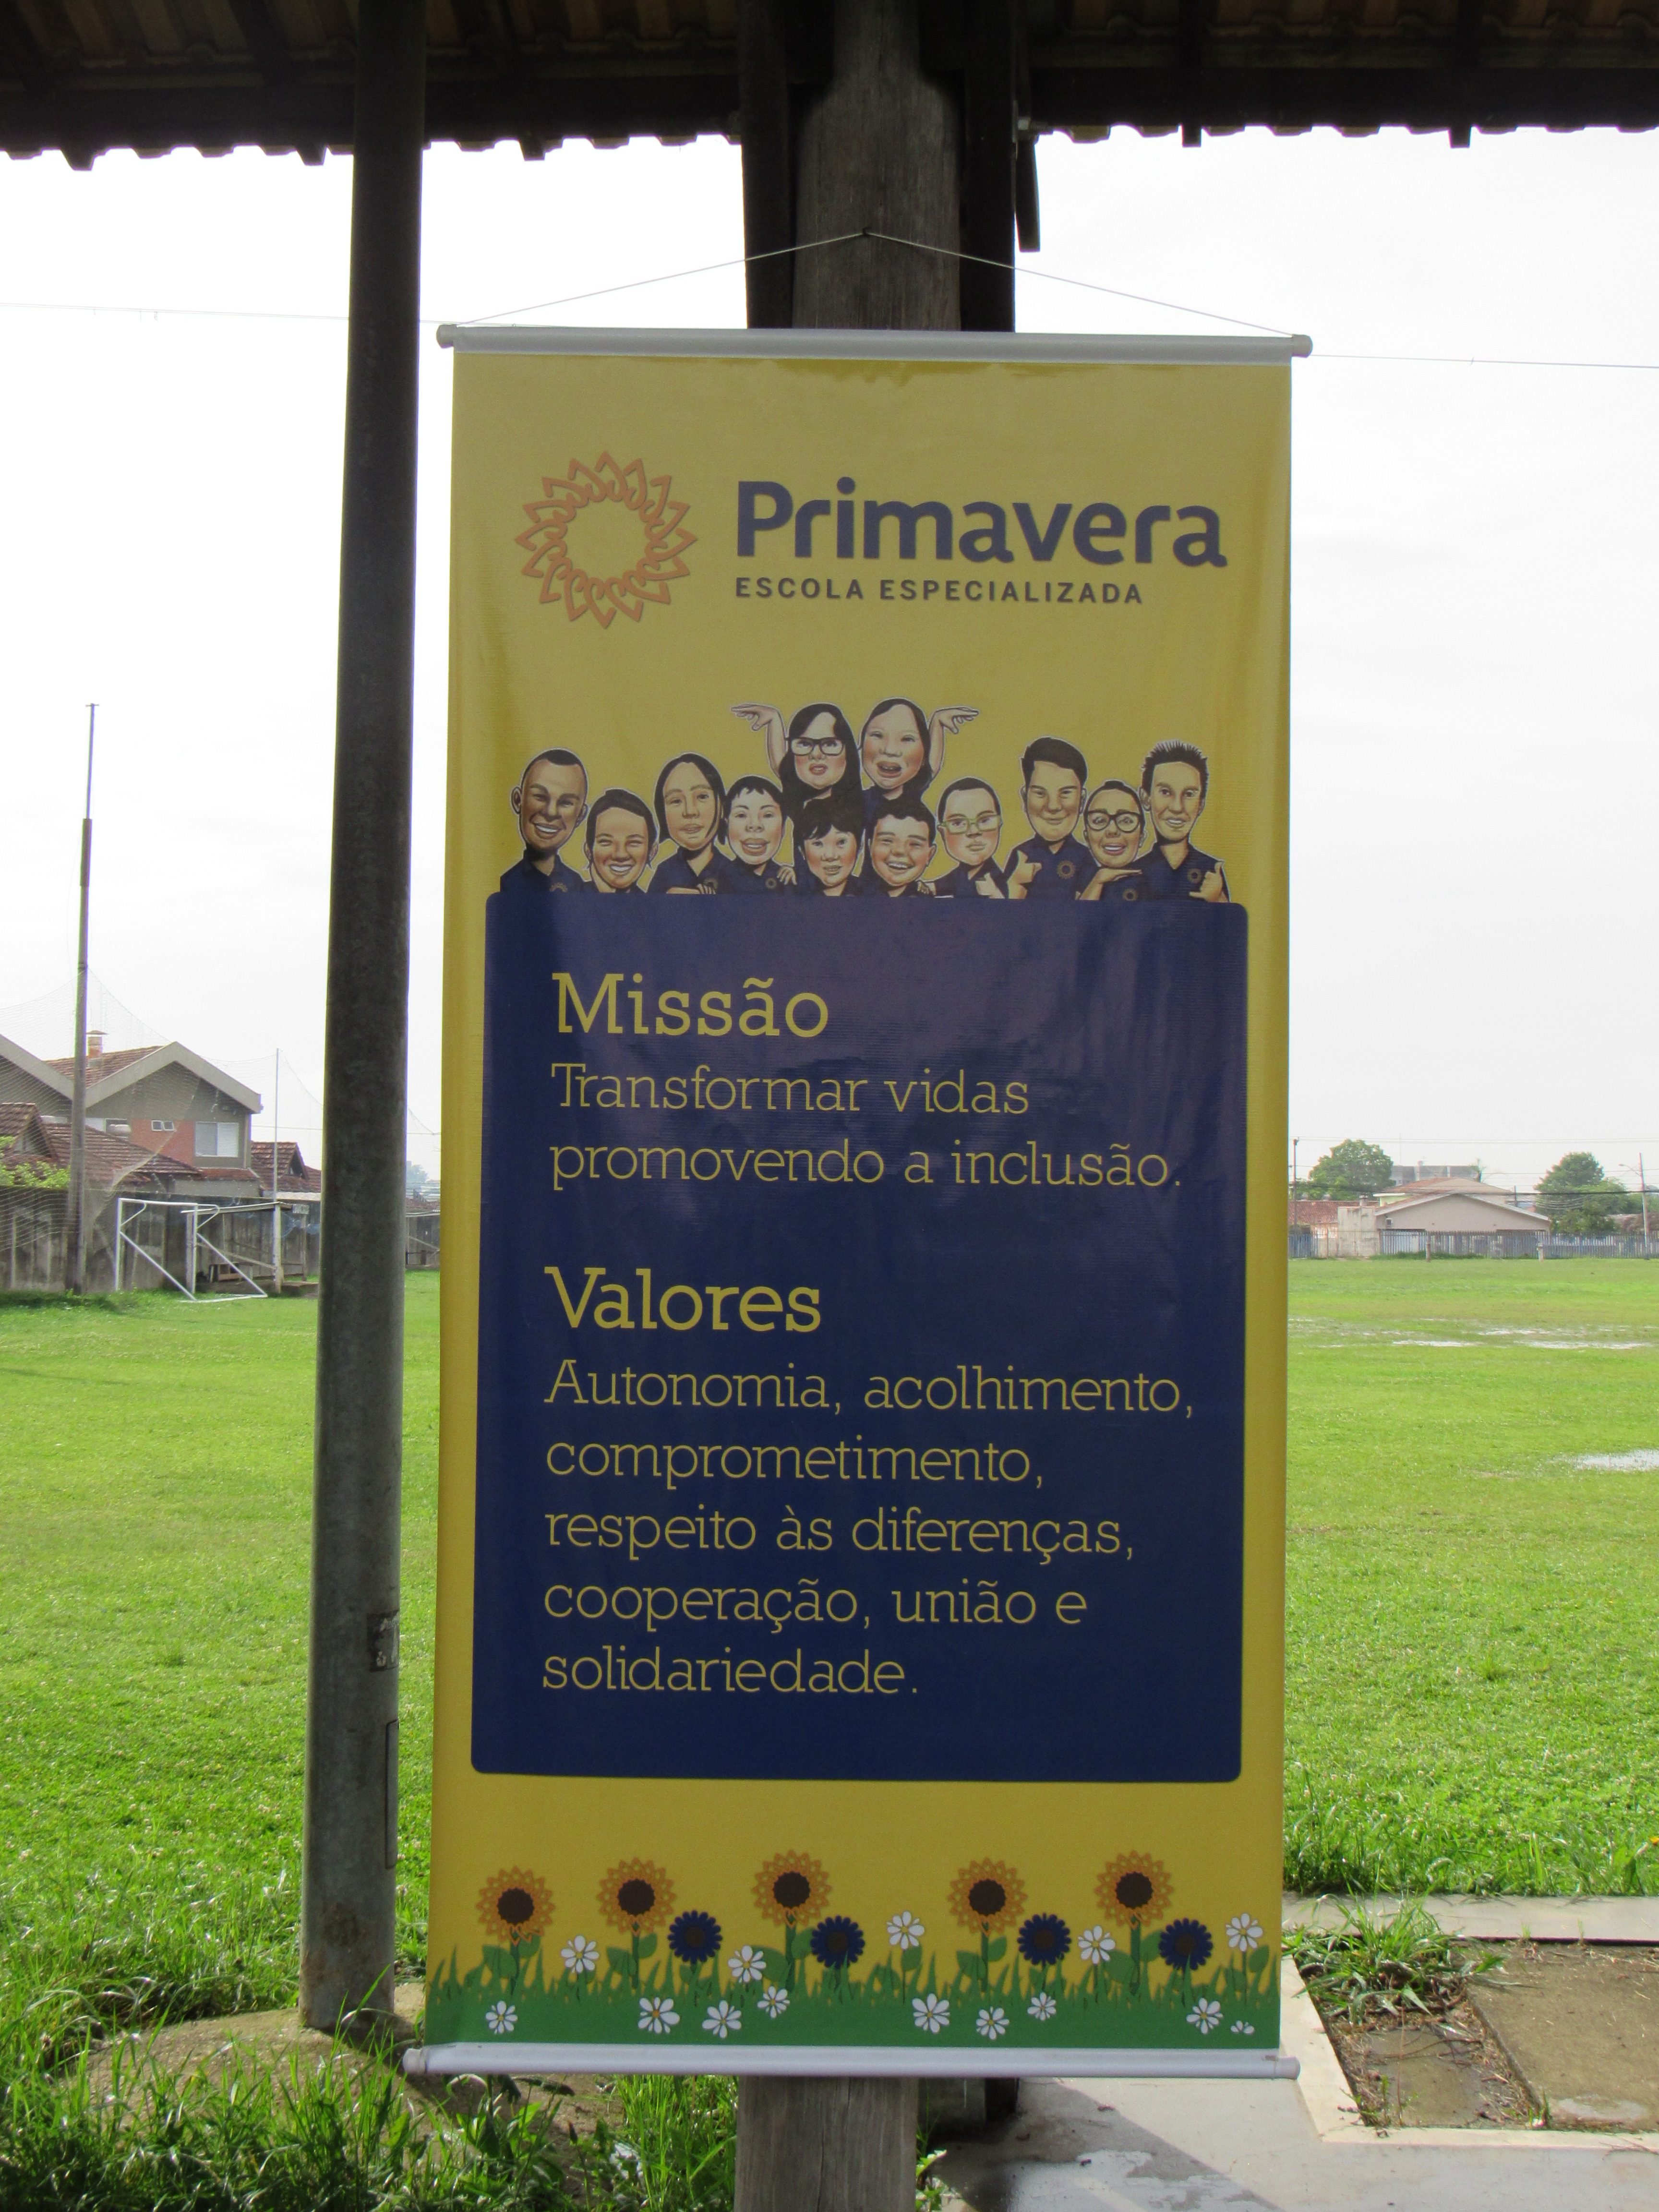 Primavera
ESCOLA ESPECIALIZADA
Missão
Transformar vidas
promovendo a inclusão.
Valores
Autonomia, acolhimento,
comprometimento,
respeito às diferenças,
cooperação, união e
solidariedade.